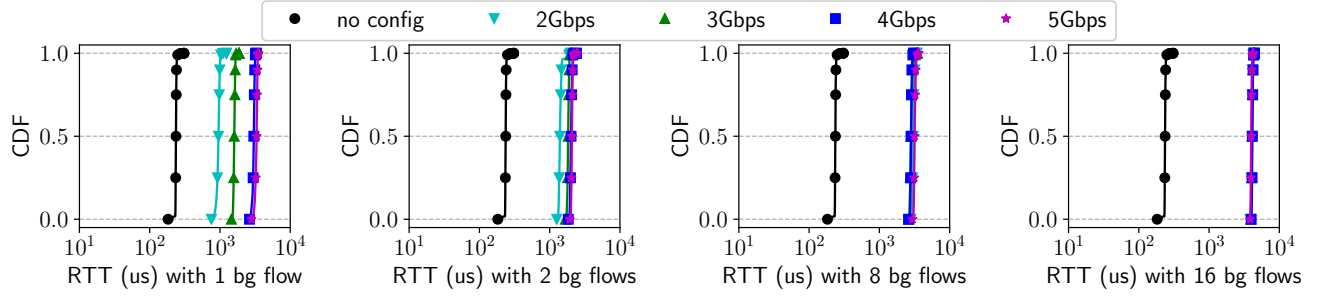 no config 2Gbps 3Gbps 4Gbps 5Gbps
CDF 1.0 0.5 0.0
10^1 10^2 10^3 10^4
RTT (us) with 1 bg flow
CDF 1.0 0.5 0.0
10^1 10^2 10^3 10^4
RTT (us) with 2 bg flows
CDF 1.0 0.5 0.0
10^1 10^2 10^3 10^4
RTT (us) with 8 bg flows
CDF 1.0 0.5 0.0
10^1 10^2 10^3 10^4
RTT (us) with 16 bg flows